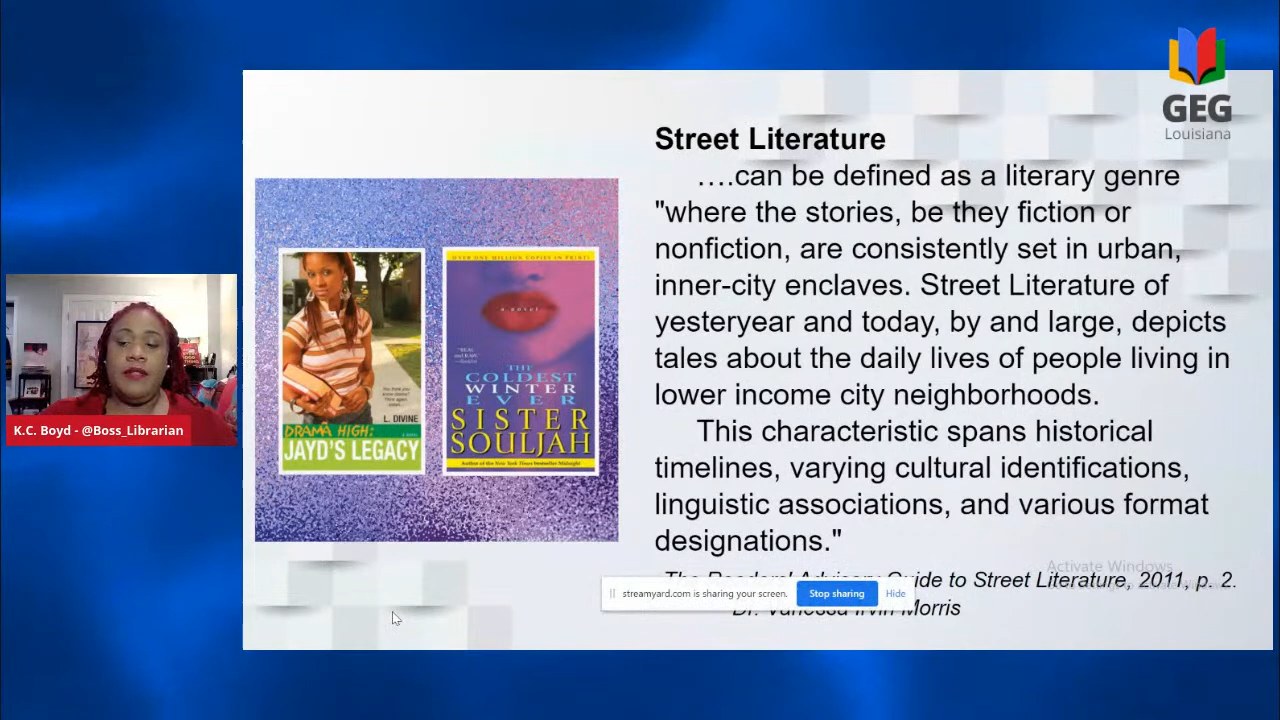 GEG
Louisiana
Street Literature
....can be defined as a literary genre
"where the stories, be they fiction or
nonfiction, are consistently set in urban,
inner-city enclaves. Street Literature of
yesteryear and today, by and large, depicts
tales about the daily lives of people living in
lower income city neighborhoods.
This characteristic spans historical
timelines, varying cultural identifications,
linguistic associations, and various format
designations."
The Readers' Advisory Guide to Street Literature, 2011, p. 2.
Dr. Vanessa Irvin Morris
L. DIVINE
DRAMA HIGH:
JAYD'S LEGACY
OVER ONE MILLION COPIES IN PRINT!
a novel
THE
COLDEST
WINTER
EVER
SISTER
SOULJAH
Author of the New York Times bestseller Midnight
K.C. Boyd - @Boss_Librarian
streamyard.com is sharing your screen.
Stop sharing
Hide
Activate Windows